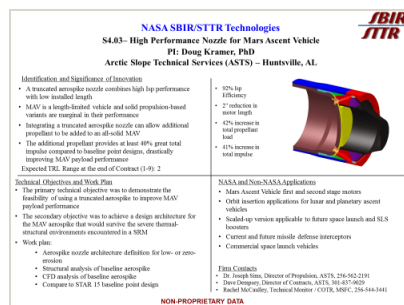 NASA SBIR/STTR Technologies
SBIR
STTR
S4.03– High Performance Nozzle for Mars Ascent Vehicle
PI: Doug Kramer, PhD
Arctic Slope Technical Services (ASTS) – Huntsville, AL
Identification and Significance of Innovation
• A truncated aerospike nozzle combines high Isp performance
with low installed length
• MAV is a length-limited vehicle and solid propulsion-based
variants are marginal in their performance
• Integrating a truncated aerospike nozzle can allow additional
propellant to be added to an all-solid MAV
• The additional propellant provides at least 40% great total
impulse compared to baseline point designs, drastically
improving MAV payload performance
Expected TRL Range at the end of Contract (1-9): 2
• 92% Isp
Efficiency
• 2" reduction in
motor length
• 42% increase in
total propellant
load
• 41% increase in
total impulse
Technical Objectives and Work Plan
• The primary technical objective was to demonstrate the
feasibility of using a truncated aerospike to improve MAV
payload performance
• The secondary objective was to achieve a design architecture for
the MAV aerospike that would survive the severe thermal-
structural environments encountered in a SRM
• Work plan:
• Aerospike nozzle architecture definition for low- or zero-
erosion
• Structural analysis of baseline aerospike
• CFD analysis of baseline aerospike
• Compare to STAR 15 baseline point design
NASA and Non-NASA Applications
• Mars Ascent Vehicle first and second stage motors
• Orbit insertion applications for lunar and planetary ascent
vehicles
• Scaled-up version applicable to future space launch and SLS
boosters
• Current and future missile defense interceptors
• Commercial space launch vehicles
Firm Contacts
• Dr. Joseph Sims, Director of Propulsion, ASTS, 256-562-2191
• Dave Dempsey, Director of Contracts, ASTS, 301-837-9029
• Rachel McCauley, Technical Monitor / COTR, MSFC, 256-544-3441
NON-PROPRIETARY DATA